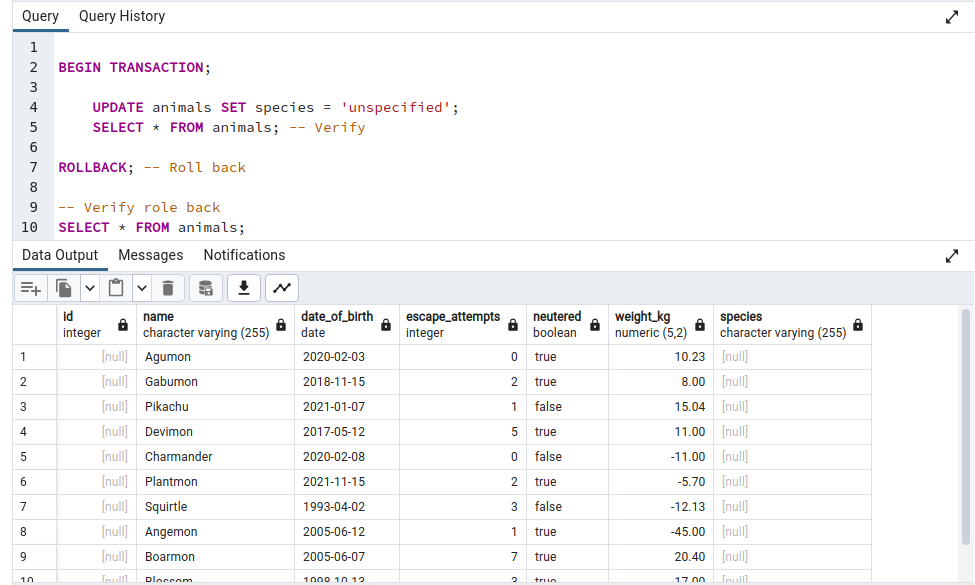 Query Query History
1
2 BEGIN TRANSACTION;
3
4 UPDATE animals SET species = 'unspecified';
5 SELECT * FROM animals; -- Verify
6
7 ROLLBACK; -- Roll back
8
9 -- Verify role back
10 SELECT * FROM animals;
Data Output Messages Notifications
id name date_of_birth escape_attempts neutered weight_kg species
integer character varying (255) date integer boolean numeric (5,2) character varying (255)
1 [null] Agumon 2020-02-03 0 true 10.23 [null]
2 [null] Gabumon 2018-11-15 2 true 8.00 [null]
3 [null] Pikachu 2021-01-07 1 false 15.04 [null]
4 [null] Devimon 2017-05-12 5 true 11.00 [null]
5 [null] Charmander 2020-02-08 0 false -11.00 [null]
6 [null] Plantmon 2021-11-15 2 true -5.70 [null]
7 [null] Squirtle 1993-04-02 3 false -12.13 [null]
8 [null] Angemon 2005-06-12 1 true -45.00 [null]
9 [null] Boarmon 2005-06-07 7 true 20.40 [null]
10 [null] Blossom 1998-10-13 3 true 17.00 [null]